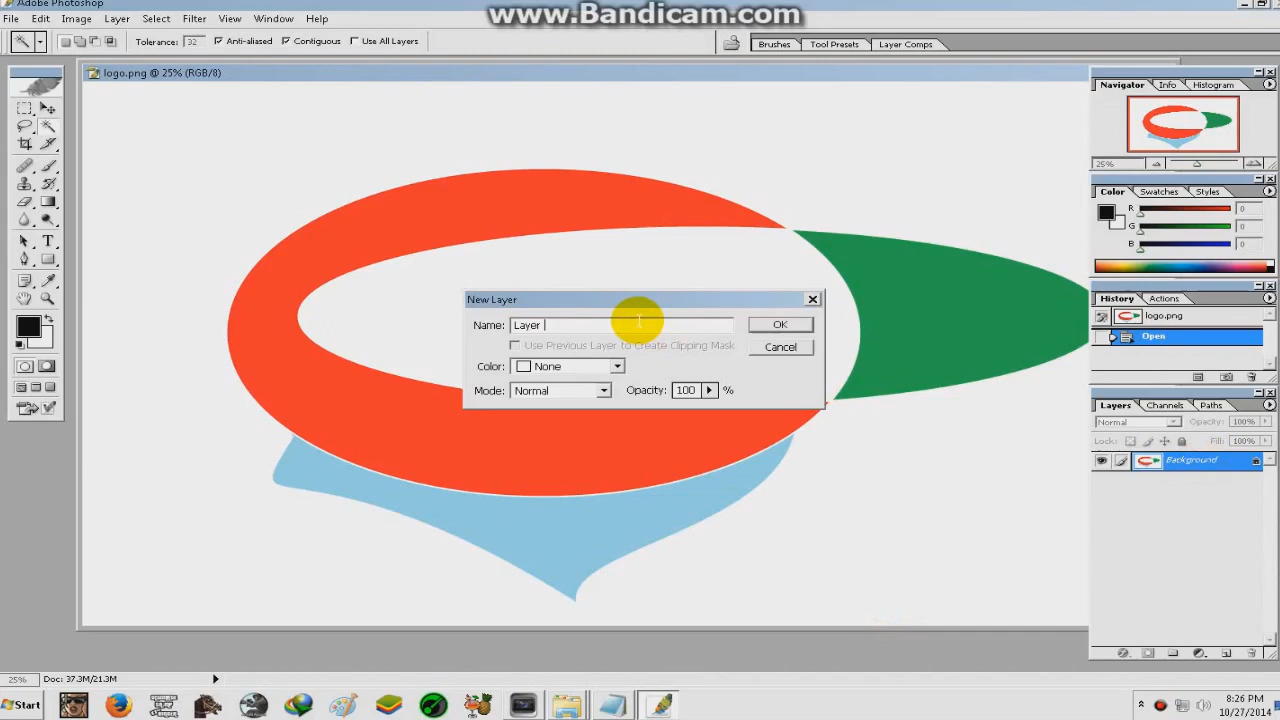 Adobe Photoshop
www.Bandicam.com
File Edit Image Layer Select Filter View Window Help
Tolerance: 32 Anti-aliased Contiguous Use All Layers
Brushes Tool Presets Layer Comps
logo.png @ 25% (RGB/8)
Navigator Info Histogram
25%
Color Swatches Styles
R 0
G 0
B 0
New Layer
Name: Layer
OK
Use Previous Layer to Create Clipping Mask
Cancel
Color: None
Mode: Normal Opacity: 100 %
History Actions
logo.png
Open
Layers Channels Paths
Normal Opacity: 100%
Lock: Fill: 100%
Background
T
25% Doc: 37.3M/21.3M
Start
8:26 PM
10/27/2014